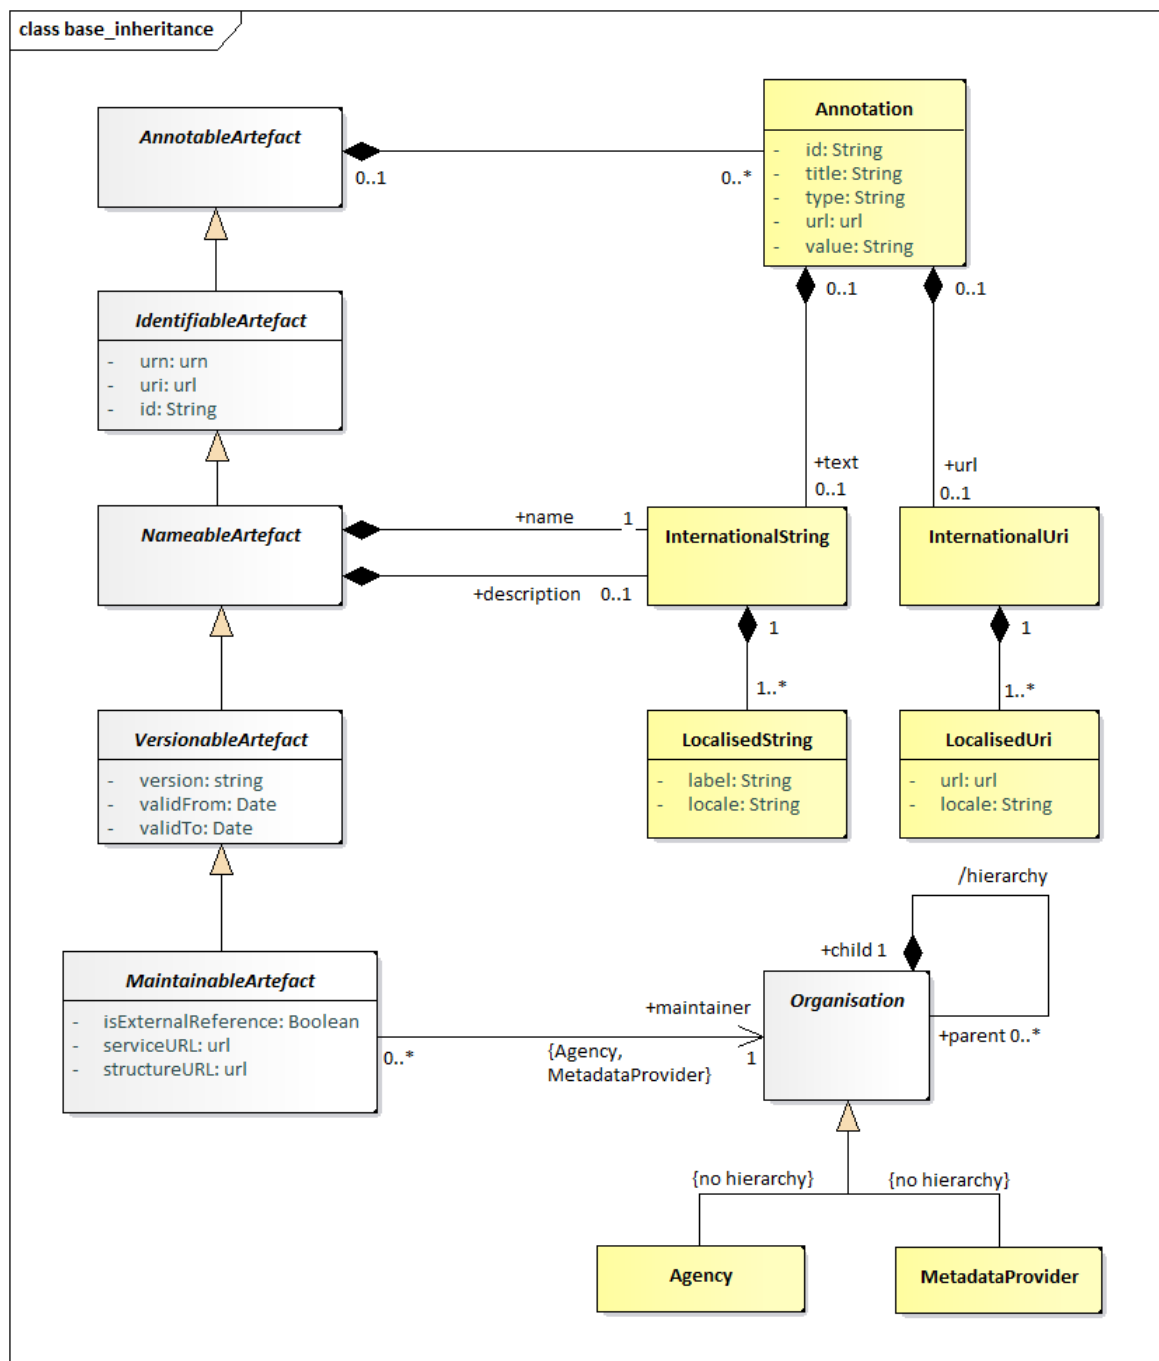 class base_inheritance
AnnotableArtefact
0..1
0..*
Annotation
- id: String
- title: String
- type: String
- url: url
- value: String
0..1
0..1
IdentifiableArtefact
- urn: urn
- uri: url
- id: String
+text
0..1
+url
0..1
NameableArtefact
+name 1
+description 0..1
InternationalString
InternationalUri
1
1
1..*
1..*
VersionableArtefact
- version: string
- validFrom: Date
- validTo: Date
LocalisedString
- label: String
- locale: String
LocalisedUri
- url: url
- locale: String
/hierarchy
+child 1
MaintainableArtefact
- isExternalReference: Boolean
- serviceURL: url
- structureURL: url
+maintainer
0..*
{Agency,
MetadataProvider}
1
Organisation
+parent 0..*
{no hierarchy}
{no hierarchy}
Agency
MetadataProvider